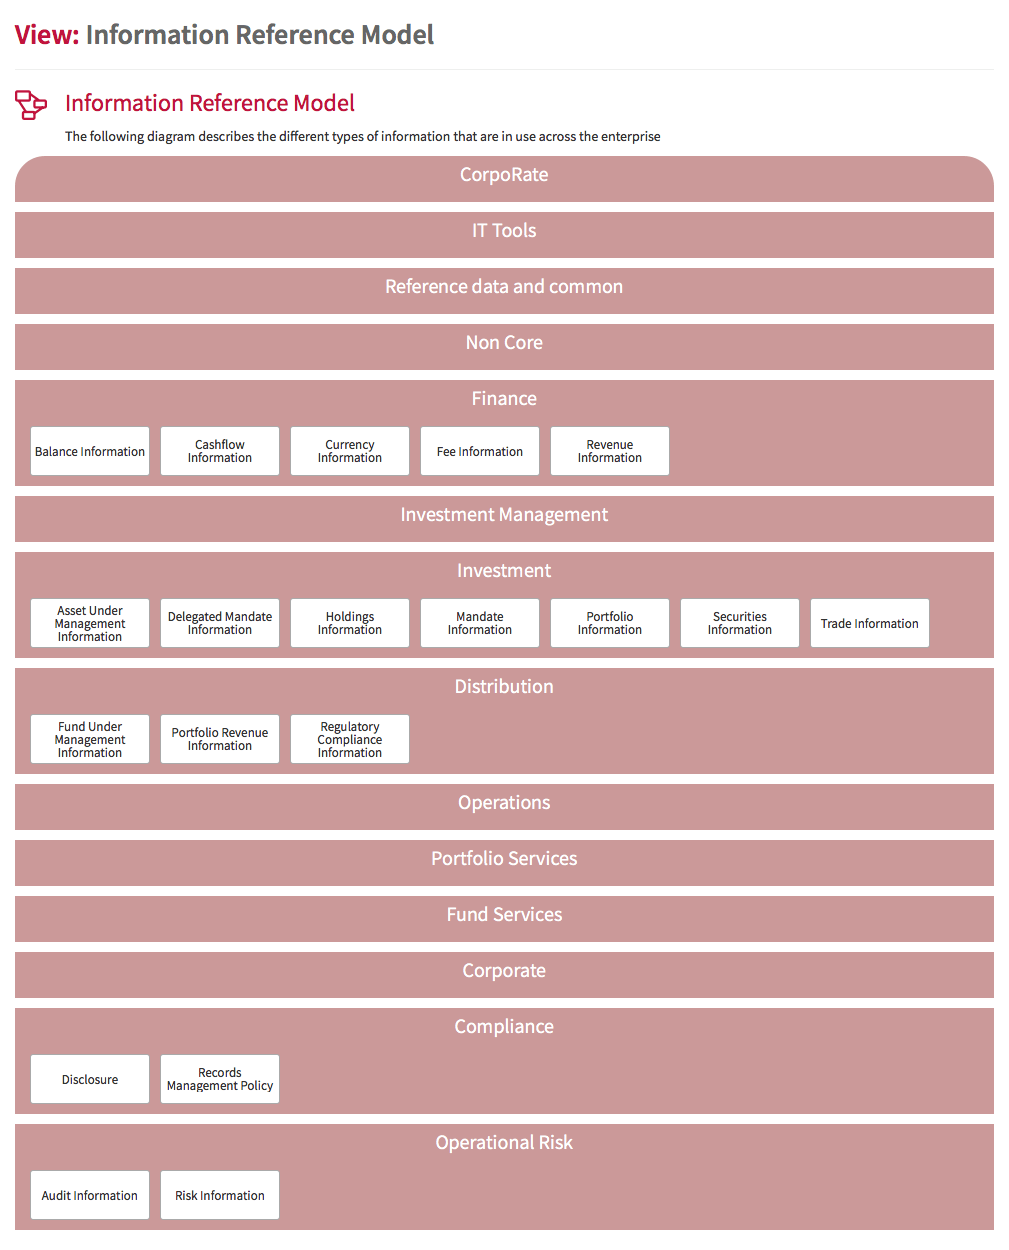 View: Information Reference Model
Information Reference Model
The following diagram describes the different types of information that are in use across the enterprise
CorpoRate
IT Tools
Reference data and common
Non Core
Finance
Balance Information
Cashflow
Information
Currency
Information
Fee Information
Revenue
Information
Investment Management
Investment
Asset Under
Management
Information
Delegated Mandate
Information
Holdings
Information
Mandate
Information
Portfolio
Information
Securities
Information
Trade Information
Distribution
Fund Under
Management
Information
Portfolio Revenue
Information
Regulatory
Compliance
Information
Operations
Portfolio Services
Fund Services
Corporate
Compliance
Disclosure
Records
Management Policy
Operational Risk
Audit Information
Risk Information